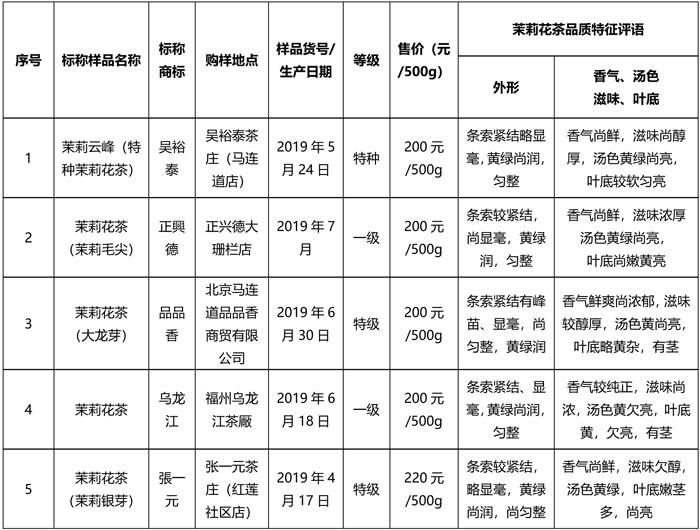 序号
标称样品名称
标称
商标
购样地点
样品货号/
生产日期
等级
售价（元
/500g）
茉莉花茶品质特征评语
外形
香气、汤色
滋味、叶底
1
茉莉云峰（特
种茉莉花茶）
吴裕
泰
吴裕泰茶
庄（马连
道店）
2019 年 5
月 24 日
特种
200 元
/500g
条索紧结略显
毫，黄绿尚润，
匀整
香气尚鲜，滋味尚醇
厚，汤色黄绿尚亮，
叶底较软匀亮
2
茉莉花茶
（茉莉毛尖）
正興
德
正兴德大
珊栏店
2019 年 7
月
一级
200 元
/500g
条索较紧结，
尚显毫，黄绿
润，匀整
香气尚鲜，滋味浓厚
汤色黄绿尚亮，
叶底尚嫩黄亮
3
茉莉花茶
（大龙芽）
品品
香
北京马连
道品品香
商贸有限
公司
2019 年 6
月 30 日
特级
200 元
/500g
条索紧结有峰
苗、显毫，尚
匀整，黄绿润
香气鲜爽尚浓郁，滋味
较醇厚，汤色黄尚亮，
叶底略黄杂，有茎
4
茉莉花茶
乌龙
江
福州乌龙
江茶厰
2019 年 6
月 18 日
一级
200 元
/500g
条索紧结、显
毫，黄绿尚润，
匀整
香气较纯正，滋味尚
浓，汤色黄欠亮，叶底
黄，欠亮，有茎
5
茉莉花茶
（茉莉银芽）
張一
元
张一元茶
庄（红莲
社区店）
2019 年 4
月 17 日
特级
220 元
/500g
条索较紧结，
略显毫，黄绿
尚润，尚匀整
香气尚鲜，滋味欠醇，
汤色黄绿，叶底嫩茎
多，尚亮